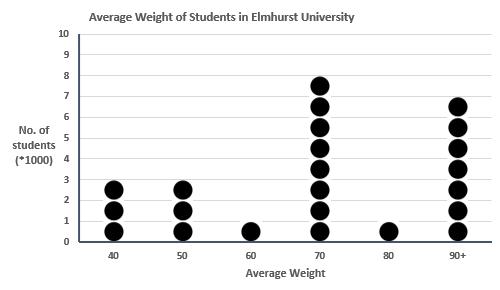 Average Weight of Students in Elmhurst University
10
9
8
7
6
5
4
3
2
1
0
No. of
students
(*1000)
40 50 60 70 80 90+
Average Weight